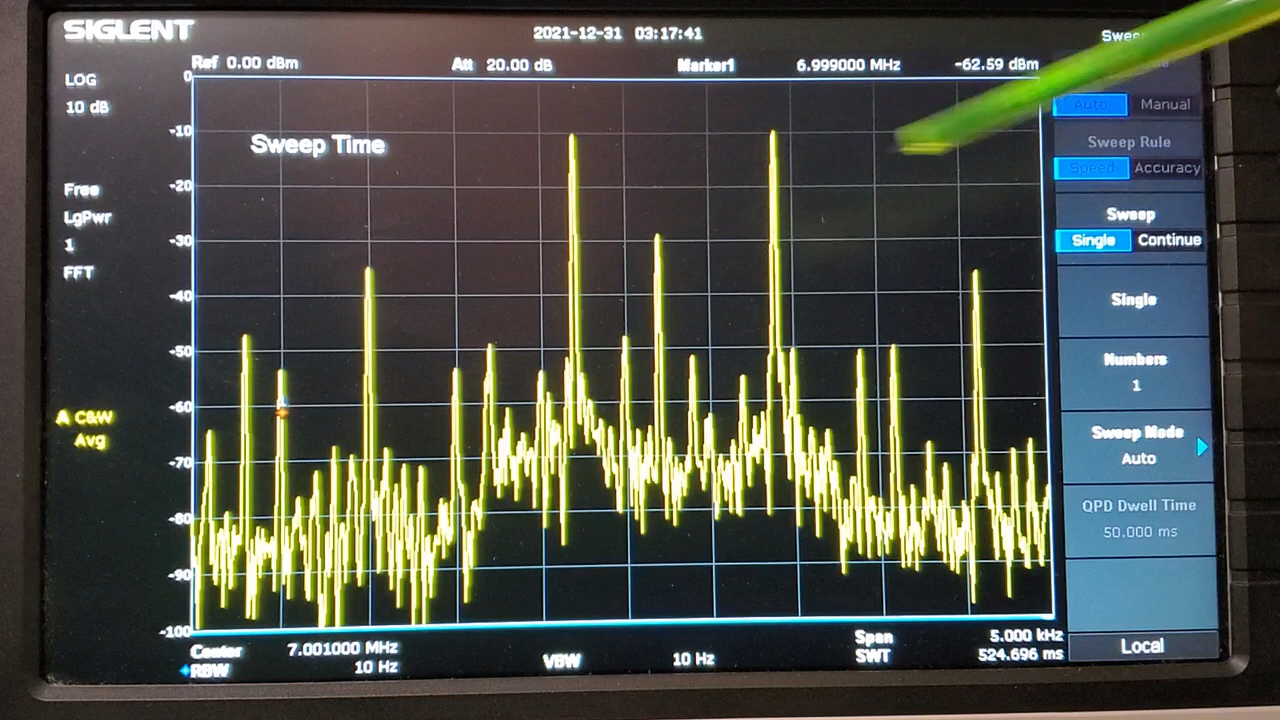 SIGLENT
2021-12-31 03:17:41
Ref 0.00 dBm Att 20.00 dB Marker1 6.999000 MHz -62.59 dBm
LOG
10 dB
Free
LgPwr
1
FFT
A C&W
Avg
Sweep Time
0
-10
-20
-30
-40
-50
-60
-70
-80
-90
-100
Center 7.001000 MHz
RBW 10 Hz
VBW 10 Hz
Span 5.000 kHz
SWT 524.696 ms
Auto Manual
Sweep Rule
Speed Accuracy
Sweep
Single Continue
Single
Numbers
1
Sweep Mode
Auto
QPD Dwell Time
50.000 ms
Local